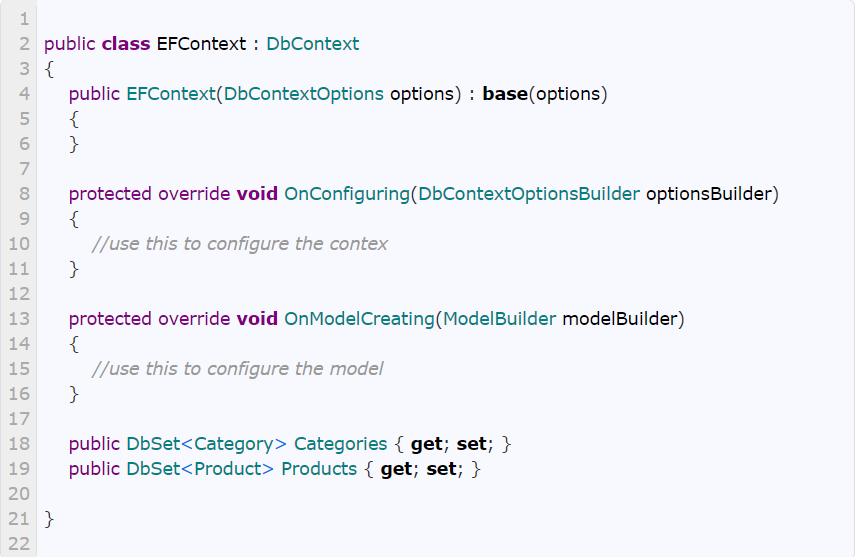 1
2 public class EFContext : DbContext
3 {
4 public EFContext(DbContextOptions options) : base(options)
5 {
6 }
7
8 protected override void OnConfiguring(DbContextOptionsBuilder optionsBuilder)
9 {
10 //use this to configure the contex
11 }
12
13 protected override void OnModelCreating(ModelBuilder modelBuilder)
14 {
15 //use this to configure the model
16 }
17
18 public DbSet<Category> Categories { get; set; }
19 public DbSet<Product> Products { get; set; }
20
21 }
22